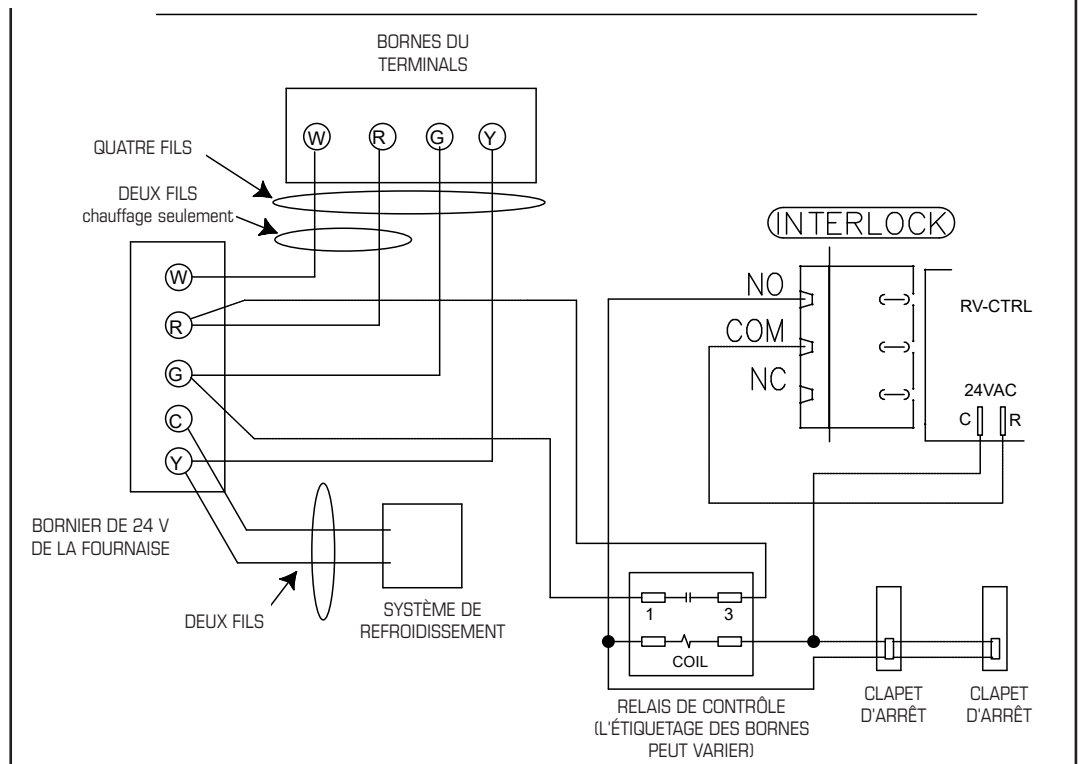 BORNES DU
TERMINALS
W R G Y
QUATRE FILS
DEUX FILS
chauffage seulement
W
R
G
C
Y
BORNIER DE 24 V
DE LA FOURNAISE
DEUX FILS
SYSTÈME DE
REFROIDISSEMENT
INTERLOCK
NO
COM
NC
RV-CTRL
24VAC
C R
1 3
COIL
RELAIS DE CONTRÔLE
(L'ÉTIQUETAGE DES BORNES
PEUT VARIER)
CLAPET
D'ARRÊT
CLAPET
D'ARRÊT